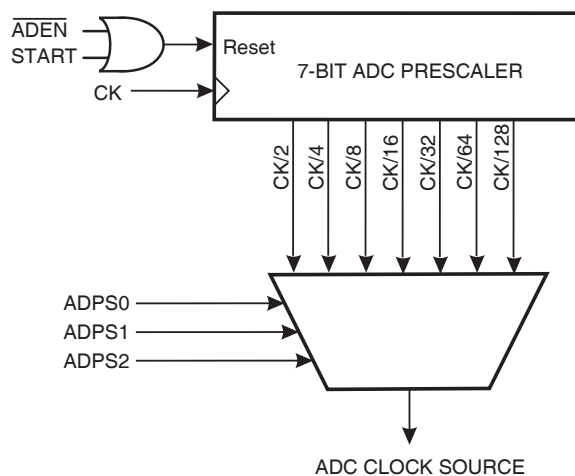 ADEN
START
Reset
7-BIT ADC PRESCALER
CK
CK/2
CK/4
CK/8
CK/16
CK/32
CK/64
CK/128
ADPS0
ADPS1
ADPS2
ADC CLOCK SOURCE